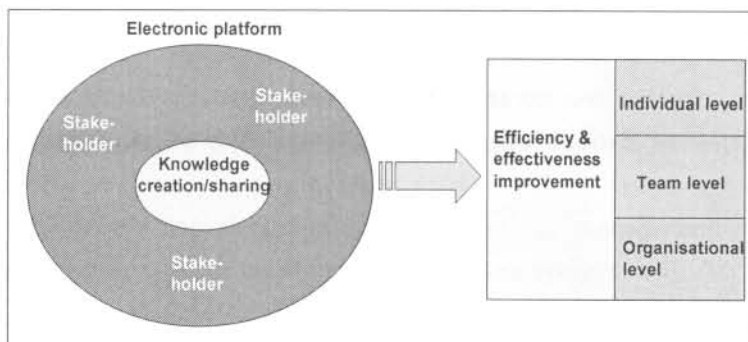 Electronic platform
Stake-
holder
Stake-
holder
Knowledge
creation/sharing
Stake-
holder
Efficiency &
effectiveness
improvement
Individual level
Team level
Organisational
level